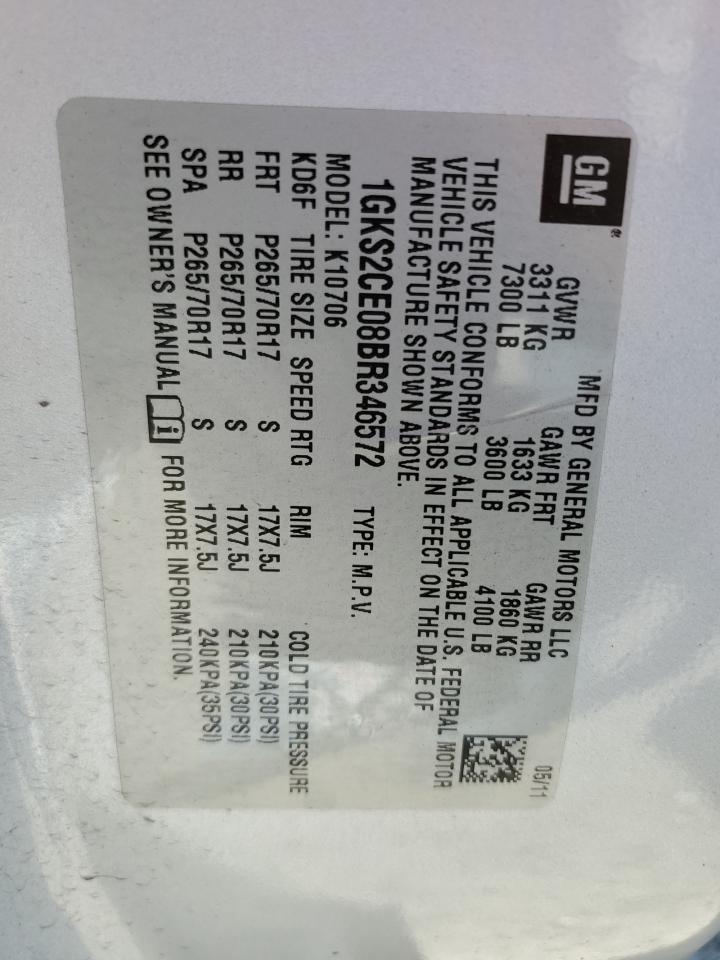 GM®
MFD BY GENERAL MOTORS LLC 05/11
GVWR GAWR FRT GAWR RR
3311 KG 1633 KG 1860 KG
7300 LB 3600 LB 4100 LB
THIS VEHICLE CONFORMS TO ALL APPLICABLE U.S. FEDERAL MOTOR
VEHICLE SAFETY STANDARDS IN EFFECT ON THE DATE OF
MANUFACTURE SHOWN ABOVE.
1GKS2CE08BR346572 TYPE: M.P.V.
MODEL: K10706
KD6F TIRE SIZE SPEED RTG RIM COLD TIRE PRESSURE
FRT P265/70R17 S 17X7.5J 210KPA(30PSI)
RR P265/70R17 S 17X7.5J 210KPA(30PSI)
SPA P265/70R17 S 17X7.5J 240KPA(35PSI)
SEE OWNER'S MANUAL i FOR MORE INFORMATION.